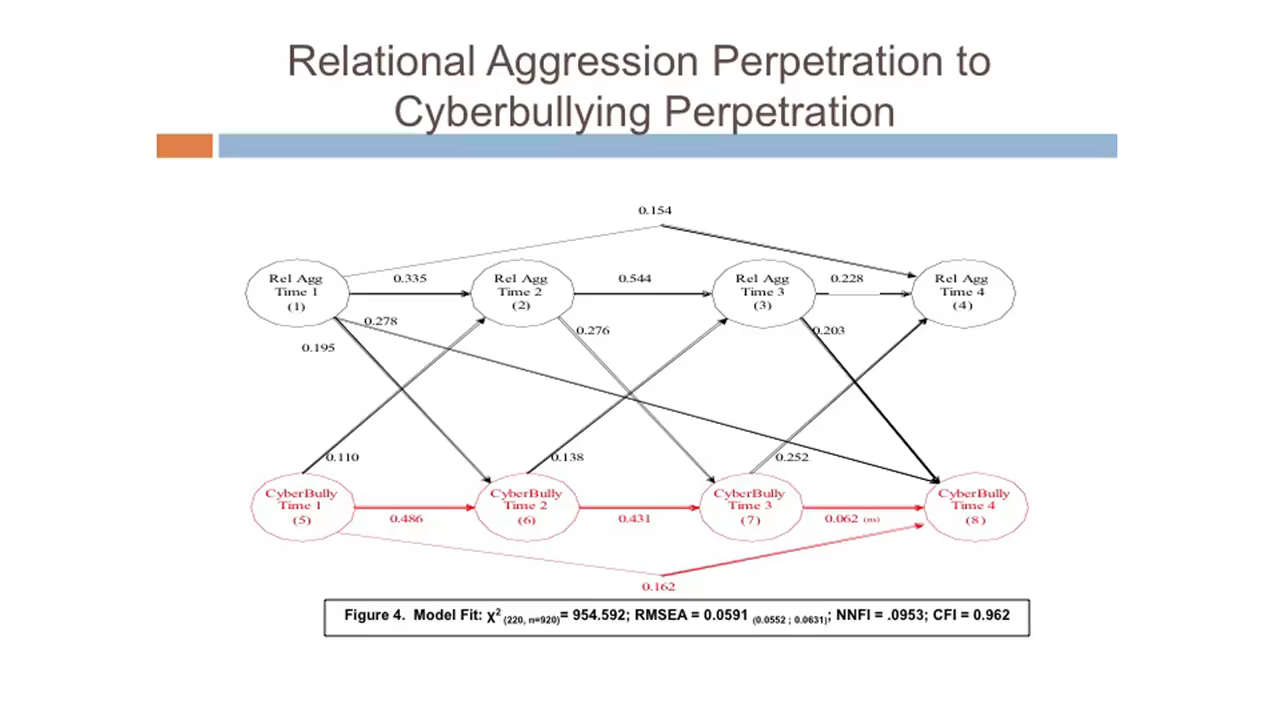 Relational Aggression Perpetration to
Cyberbullying Perpetration
0.154
Rel Agg
Time 1
(1)
0.335
Rel Agg
Time 2
(2)
0.544
Rel Agg
Time 3
(3)
0.228
Rel Agg
Time 4
(4)
0.278
0.195
0.276
0.203
0.110
0.138
0.252
CyberBully
Time 1
(5)
0.486
CyberBully
Time 2
(6)
0.431
CyberBully
Time 3
(7)
0.062 (ns)
CyberBully
Time 4
(8)
0.162
Figure 4. Model Fit: χ² (220, n=920)= 954.592; RMSEA = 0.0591 (0.0552 ; 0.0631); NNFI = .0953; CFI = 0.962